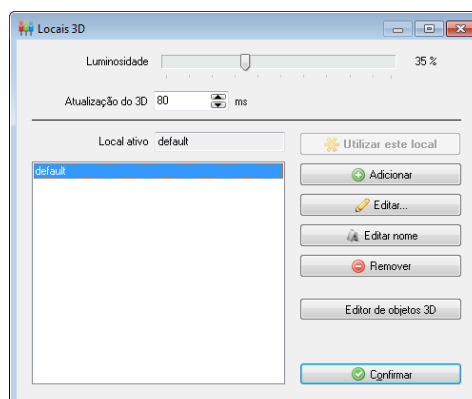 Locais 3D
Luminosidade 35 %
Atualização do 3D 80 ms
Local ativo default
Utilizar este local
default
Adicionar
Editar...
Editar nome
Remover
Editor de objetos 3D
Confirmar